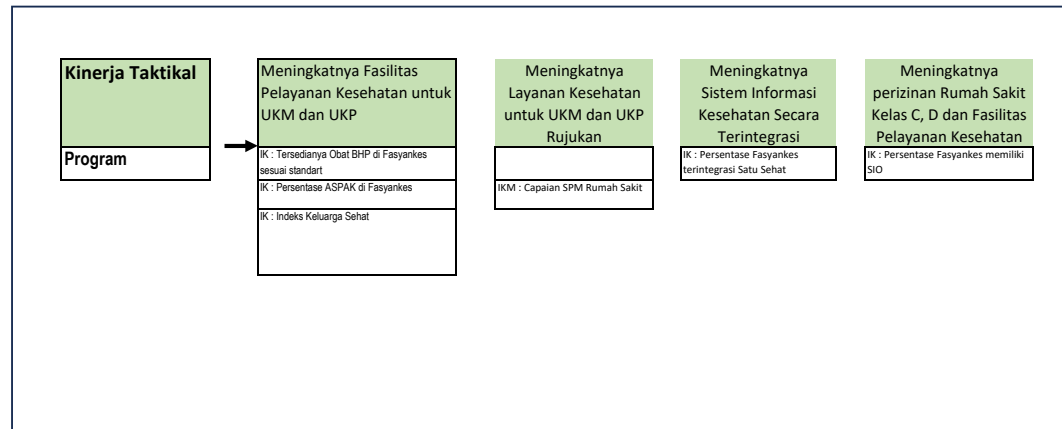 Kinerja Taktikal
Program
Meningkatnya Fasilitas
Pelayanan Kesehatan untuk
UKM dan UKP
IK : Tersedianya Obat BHP di Fasyankes
sesuai standart
IK : Persentase ASPAK di Fasyankes
IK : Indeks Keluarga Sehat
Meningkatnya
Layanan Kesehatan
untuk UKM dan UKP
Rujukan
IKM : Capaian SPM Rumah Sakit
Meningkatnya
Sistem Informasi
Kesehatan Secara
Terintegrasi
IK : Persentase Fasyankes
terintegrasi Satu Sehat
Meningkatnya
perizinan Rumah Sakit
Kelas C, D dan Fasilitas
Pelayanan Kesehatan
IK : Persentase Fasyankes memiliki
SIO